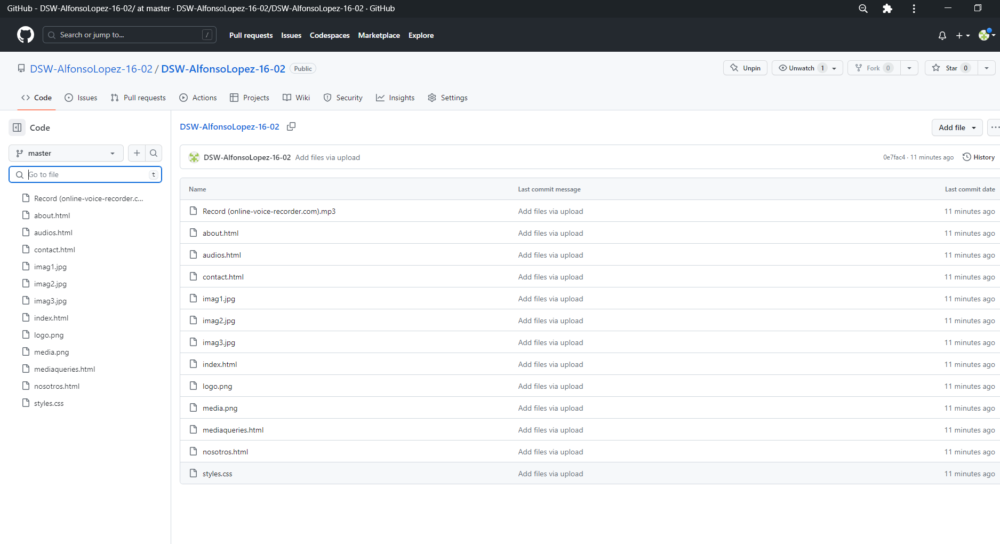 GitHub - DSW-AlfonsoLopez-16-02/ at master · DSW-AlfonsoLopez-16-02/DSW-AlfonsoLopez-16-02 · GitHub
Search or jump to... / Pull requests Issues Codespaces Marketplace Explore
DSW-AlfonsoLopez-16-02 / DSW-AlfonsoLopez-16-02 Public Unpin Unwatch 1 Fork 0 Star 0
Code Issues Pull requests Actions Projects Wiki Security Insights Settings
Code
master
Go to file t
Record (online-voice-recorder.c...
about.html
audios.html
contact.html
imag1.jpg
imag2.jpg
imag3.jpg
index.html
logo.png
media.png
mediaqueries.html
nosotros.html
styles.css
DSW-AlfonsoLopez-16-02 Add file
DSW-AlfonsoLopez-16-02 Add files via upload 0e7fac4 · 11 minutes ago History
Name Last commit message Last commit date
Record (online-voice-recorder.com).mp3 Add files via upload 11 minutes ago
about.html Add files via upload 11 minutes ago
audios.html Add files via upload 11 minutes ago
contact.html Add files via upload 11 minutes ago
imag1.jpg Add files via upload 11 minutes ago
imag2.jpg Add files via upload 11 minutes ago
imag3.jpg Add files via upload 11 minutes ago
index.html Add files via upload 11 minutes ago
logo.png Add files via upload 11 minutes ago
media.png Add files via upload 11 minutes ago
mediaqueries.html Add files via upload 11 minutes ago
nosotros.html Add files via upload 11 minutes ago
styles.css Add files via upload 11 minutes ago